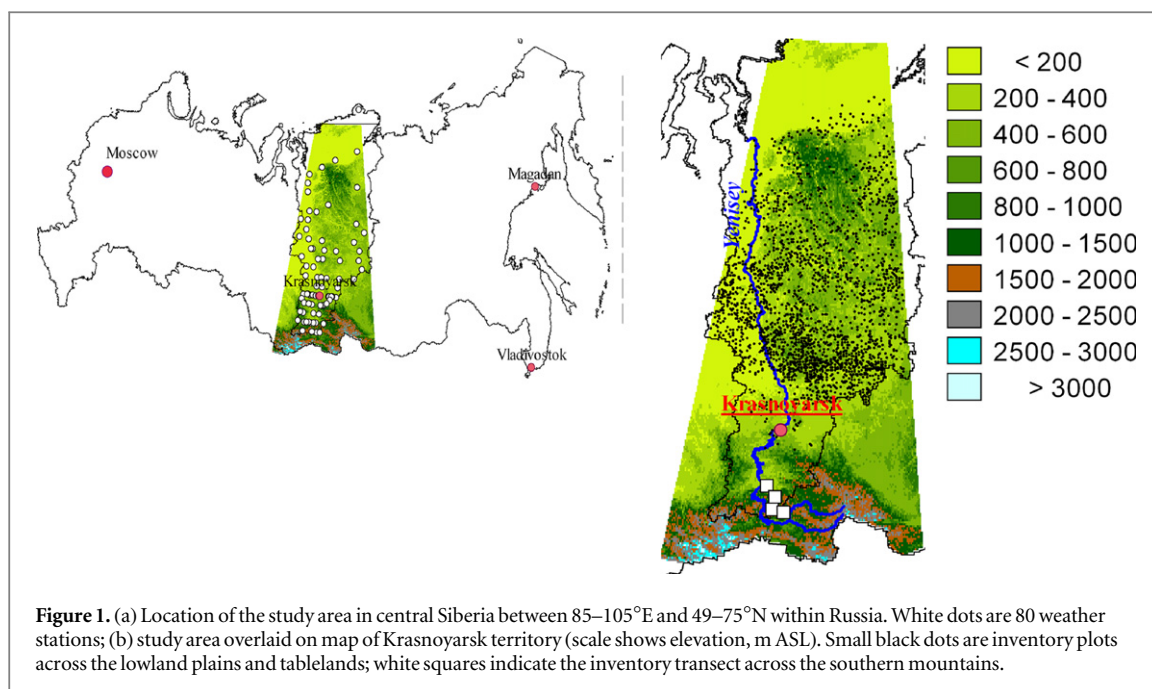 Moscow
Magadan
Krasnoyarsk
Vladivostok
Yenisey
Krasnoyarsk
< 200
200 - 400
400 - 600
600 - 800
800 - 1000
1000 - 1500
1500 - 2000
2000 - 2500
2500 - 3000
> 3000
Figure 1. (a) Location of the study area in central Siberia between 85–105°E and 49–75°N within Russia. White dots are 80 weather
stations; (b) study area overlaid on map of Krasnoyarsk territory (scale shows elevation, m ASL). Small black dots are inventory plots
across the lowland plains and tablelands; white squares indicate the inventory transect across the southern mountains.